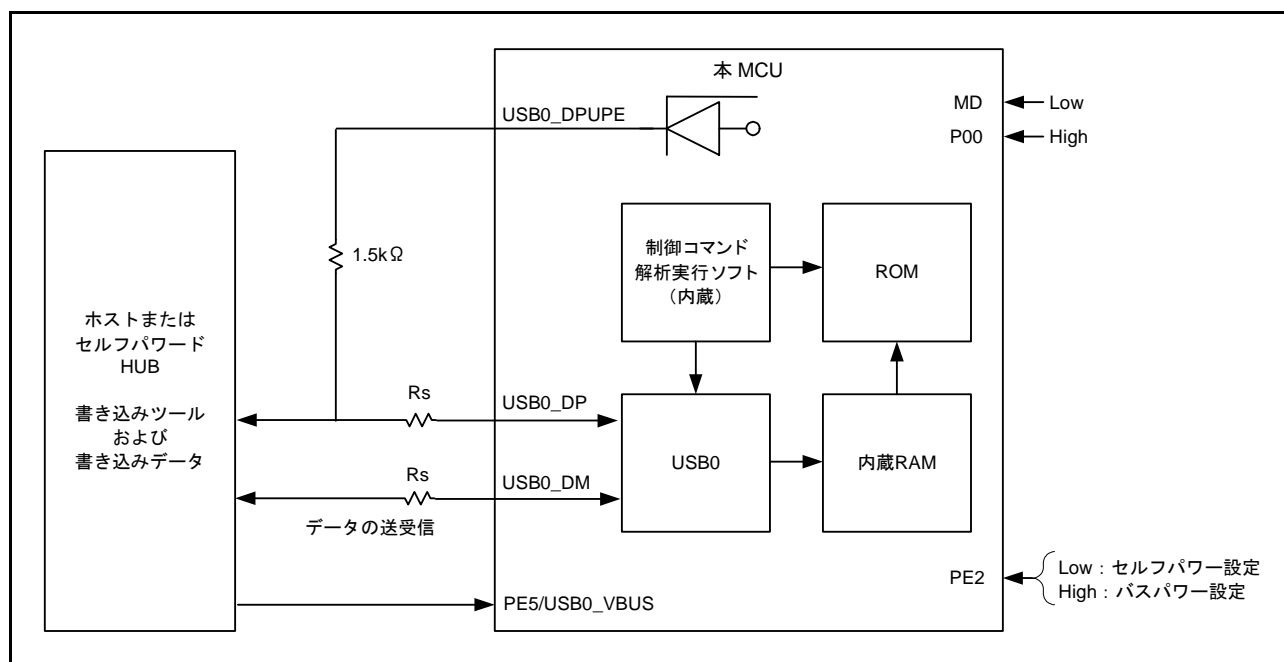 本 MCU
USB0_DPUPE
MD
Low
P00
High
1.5kΩ
制御コマンド
解析実行ソフト
（内蔵）
ROM
ホストまたは
セルフパワード
HUB
書き込みツール
および
書き込みデータ
Rs
USB0_DP
USB0
内蔵RAM
Rs
USB0_DM
データの送受信
PE2
Low：セルフパワー設定
High：バスパワー設定
PE5/USB0_VBUS